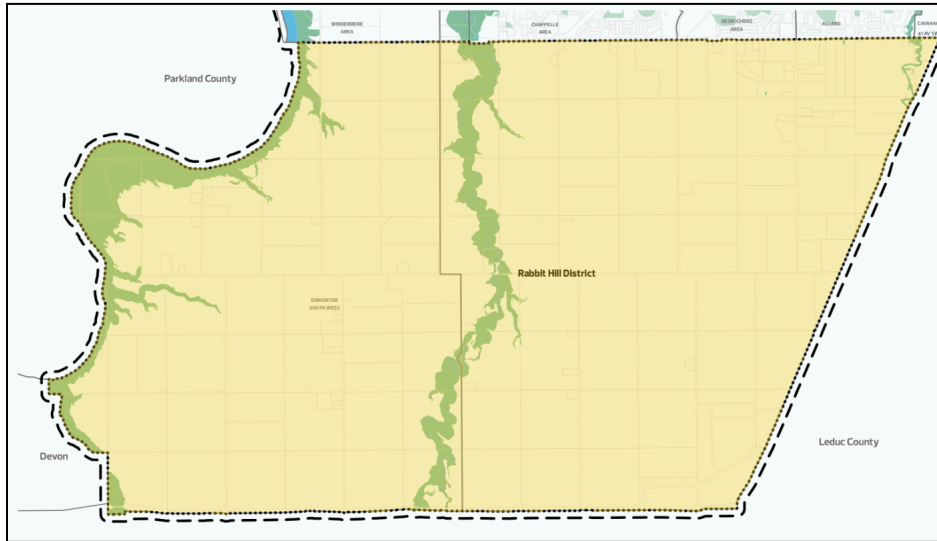 WINDERMERE
AREA
CHAPPELLE
AREA
DESROCHERS
AREA
ALLARD
CAVANA
41 AV SW
Parkland County
Rabbit Hill District
EDMONTON
SOUTH WEST
Leduc County
Devon